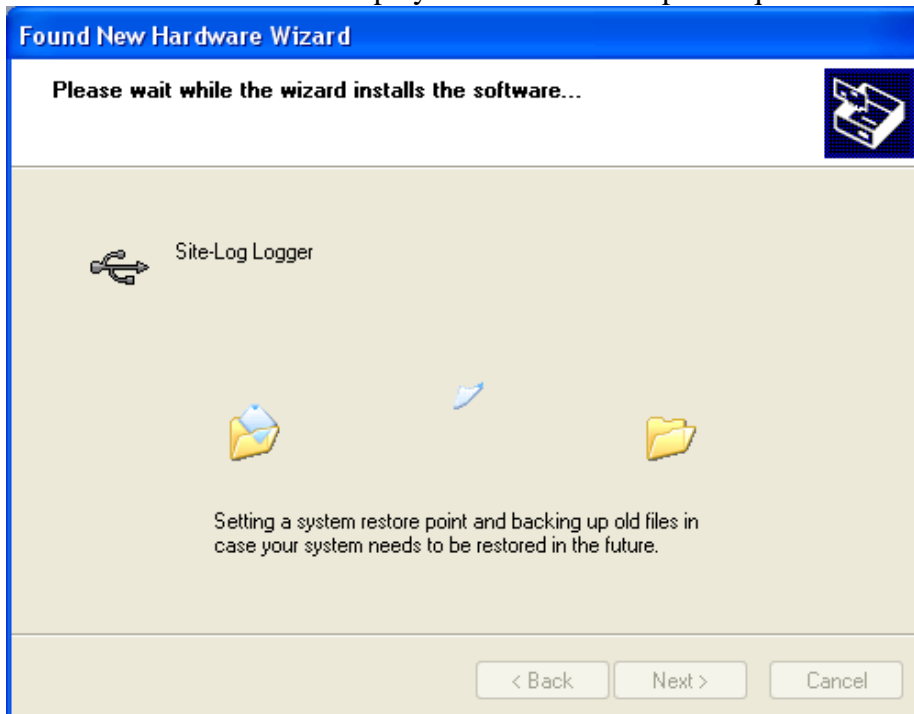 Found New Hardware Wizard
Please wait while the wizard installs the software...
Site-Log Logger
Setting a system restore point and backing up old files in
case your system needs to be restored in the future.
< Back
Next >
Cancel